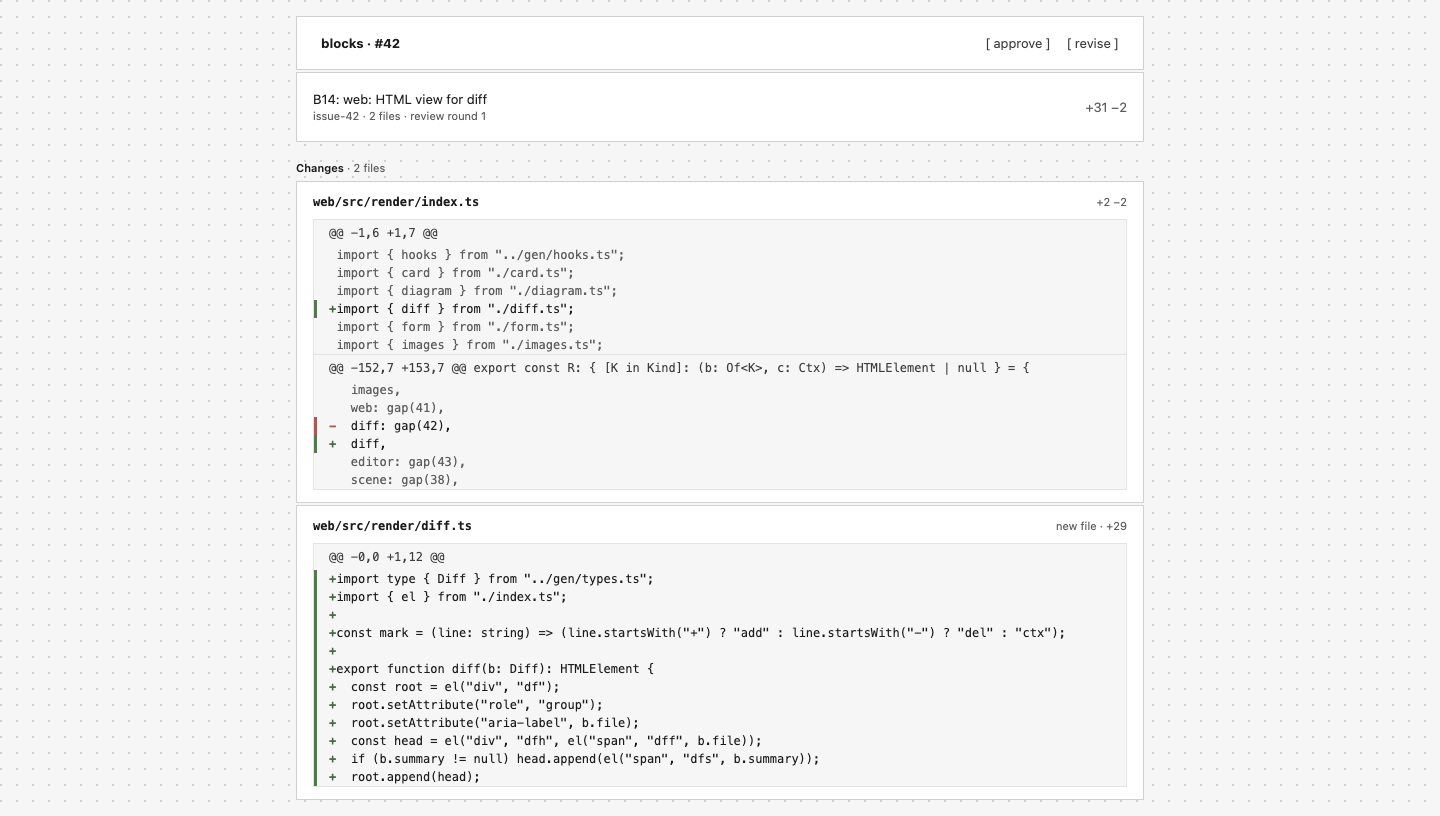 blocks · #42
[ approve ] [ revise ]
B14: web: HTML view for diff
issue-42 · 2 files · review round 1
+31 −2
Changes · 2 files
web/src/render/index.ts
+2 −2
@@ −1,6 +1,7 @@
 import { hooks } from "../gen/hooks.ts";
 import { card } from "./card.ts";
 import { diagram } from "./diagram.ts";
+import { diff } from "./diff.ts";
 import { form } from "./form.ts";
 import { images } from "./images.ts";
@@ −152,7 +153,7 @@ export const R: { [K in Kind]: (b: Of<K>, c: Ctx) => HTMLElement | null } = {
   images,
   web: gap(41),
−  diff: gap(42),
+  diff,
   editor: gap(43),
   scene: gap(38),
web/src/render/diff.ts
new file · +29
@@ −0,0 +1,12 @@
+import type { Diff } from "../gen/types.ts";
+import { el } from "./index.ts";
+
+const mark = (line: string) => (line.startsWith("+") ? "add" : line.startsWith("−") ? "del" : "ctx");
+
+export function diff(b: Diff): HTMLElement {
+  const root = el("div", "df");
+  root.setAttribute("role", "group");
+  root.setAttribute("aria−label", b.file);
+  const head = el("div", "dfh", el("span", "dff", b.file));
+  if (b.summary != null) head.append(el("span", "dfs", b.summary));
+  root.append(head);